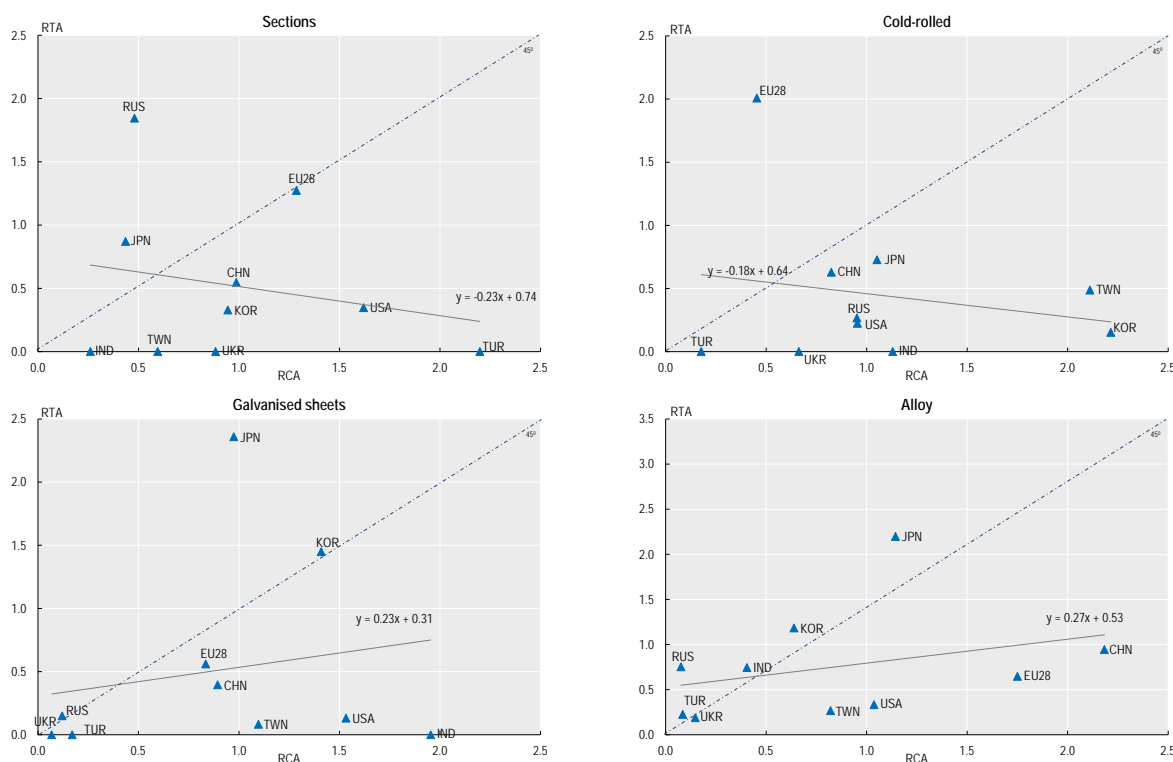 Sections
RTA
2.5
2.0
1.5
1.0
0.5
0.0
0.0 0.5 1.0 1.5 2.0 2.5
RCA
45⁰
RUS
EU28
JPN
CHN
KOR
USA
y = -0.23x + 0.74
IND
TWN
UKR
TUR
Cold-rolled
RTA
2.5
2.0
1.5
1.0
0.5
0.0
0.0 0.5 1.0 1.5 2.0 2.5
RCA
45⁰
EU28
JPN
CHN
y = -0.18x + 0.64
TWN
RUS
USA
KOR
TUR
UKR
IND
Galvanised sheets
RTA
2.5
2.0
1.5
1.0
0.5
0.0
0.0 0.5 1.0 1.5 2.0 2.5
RCA
45⁰
JPN
KOR
y = 0.23x + 0.31
EU28
CHN
RUS
UKR
TUR
TWN
USA
IND
Alloy
RTA
3.5
3.0
2.5
2.0
1.5
1.0
0.5
0.0
0.0 0.5 1.0 1.5 2.0 2.5
RCA
45⁰
JPN
KOR
y = 0.27x + 0.53
CHN
RUS
IND
EU28
TUR
UKR
TWN
USA